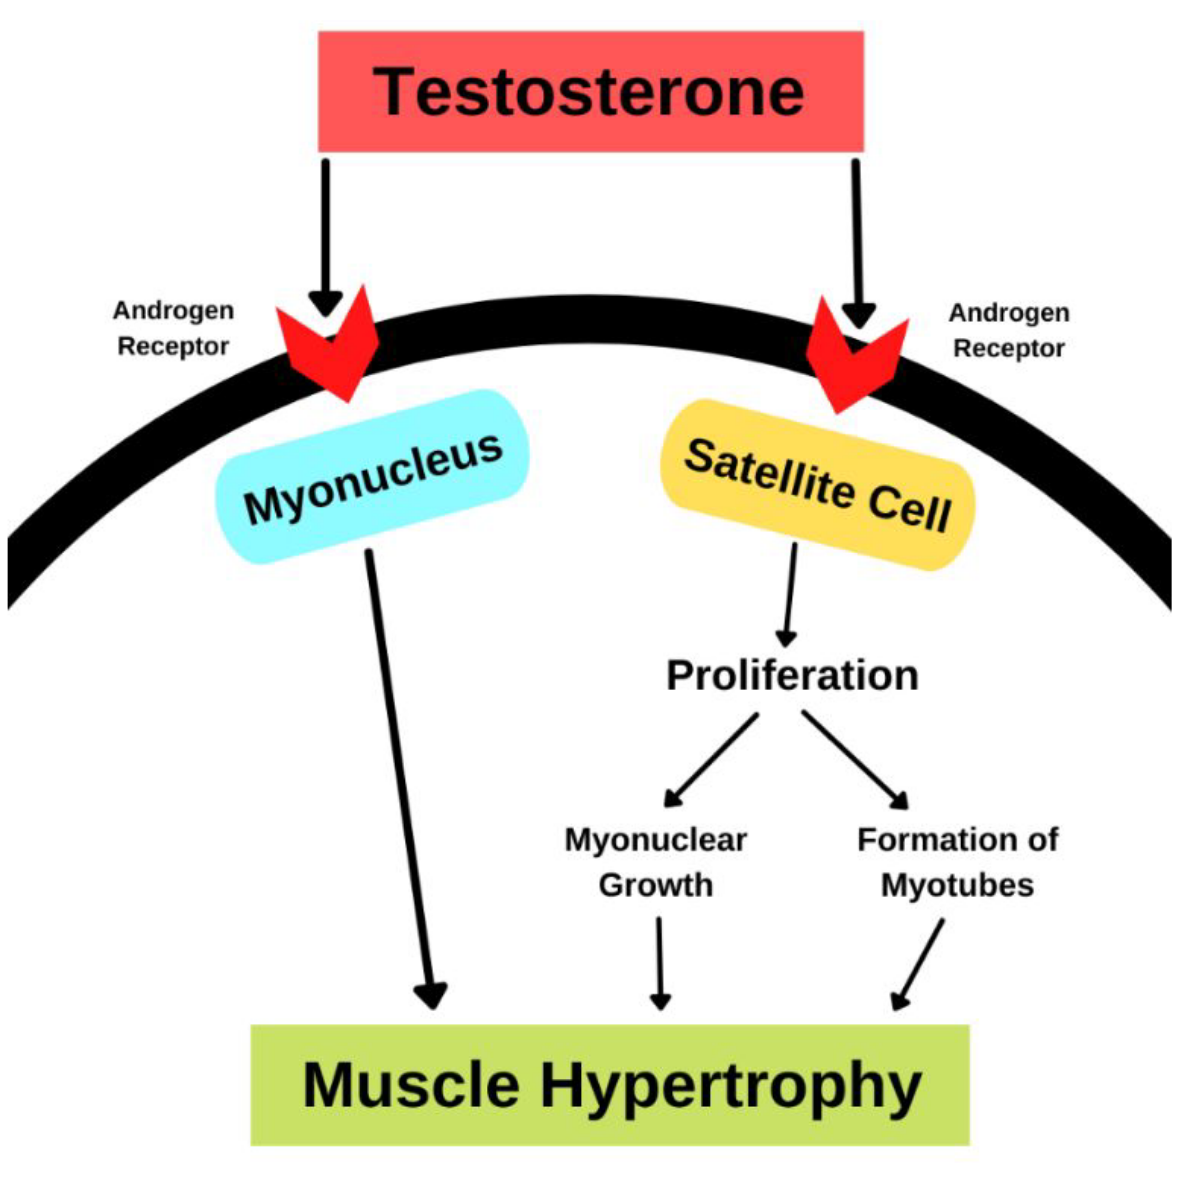 Testosterone
Androgen
Receptor
Androgen
Receptor
Myonucleus
Satellite Cell
Proliferation
Myonuclear
Growth
Formation of
Myotubes
Muscle Hypertrophy